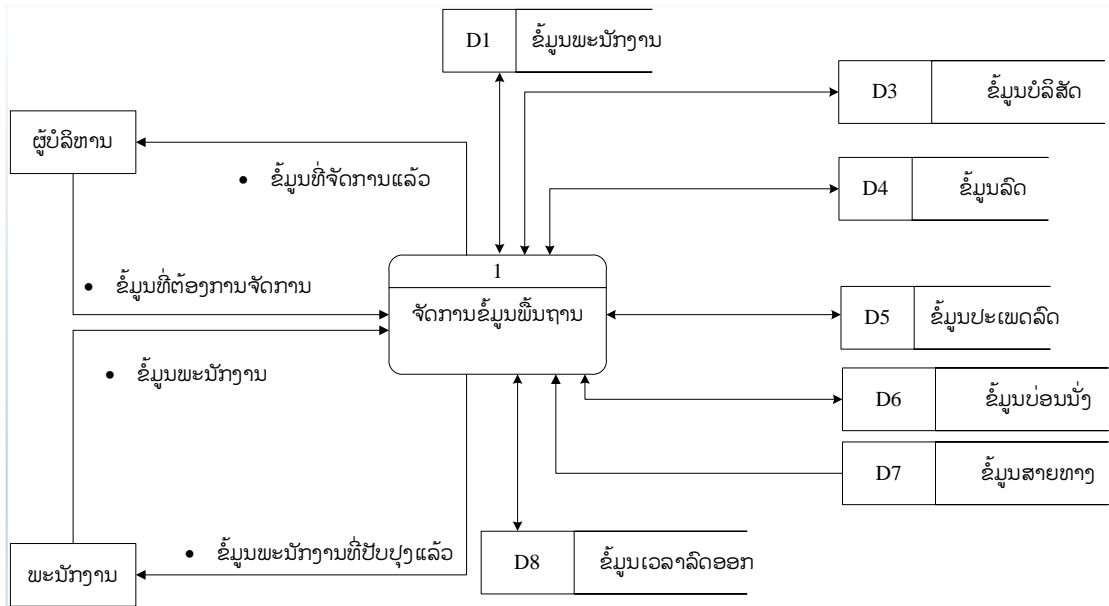 D1 ຂໍ້ມູນພະນັກງານ
D3 ຂໍ້ມູນບໍລິສັດ
ຜູ້ບໍລິຫານ
• ຂໍ້ມູນທີ່ຈັດການແລ້ວ
D4 ຂໍ້ມູນລົດ
1
• ຂໍ້ມູນທີ່ຕ້ອງການຈັດການ
ຈັດການຂໍ້ມູນພື້ນຖານ
D5 ຂໍ້ມູນປະເພດລົດ
• ຂໍ້ມູນພະນັກງານ
D6 ຂໍ້ມູນບ່ອນນັ່ງ
D7 ຂໍ້ມູນສາຍທາງ
• ຂໍ້ມູນພະນັກງານທີ່ປັບປຸງແລ້ວ
D8 ຂໍ້ມູນເວລາລົດອອກ
ພະນັກງານ